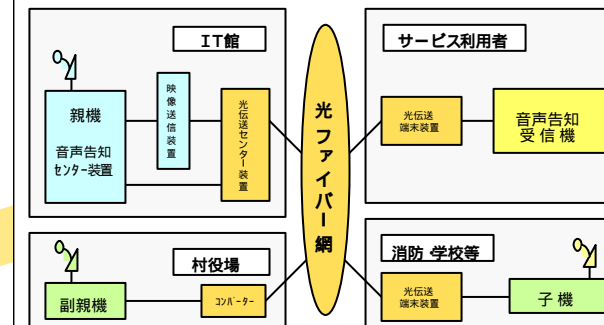 IT館
親機
音声告知
センター装置
映像送信装置
光伝送センター装置
光ファイバー網
サービス利用者
光伝送
端末装置
音声告知
受信機
村役場
副親機
コンバーター
消防 学校等
光伝送
端末装置
子機